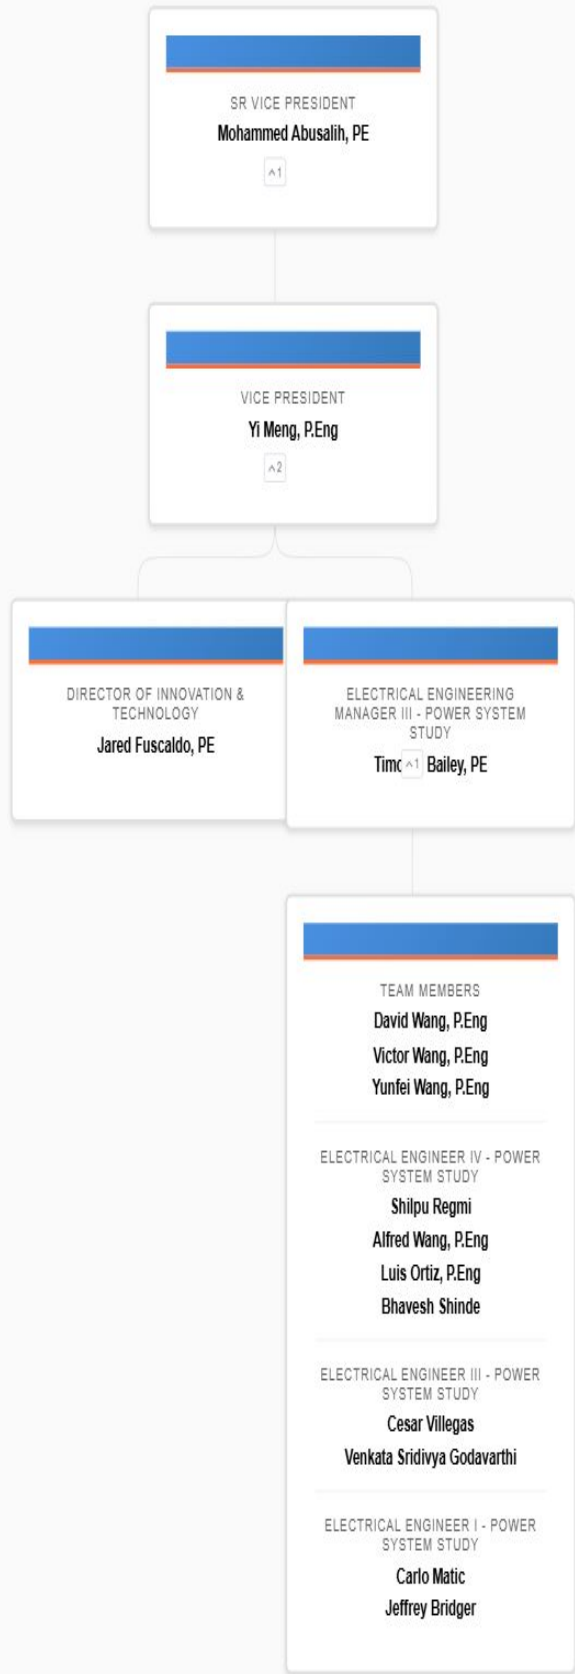 SR VICE PRESIDENT
Mohammed Abusalih, PE
^1
VICE PRESIDENT
Yi Meng, P.Eng
^2
DIRECTOR OF INNOVATION &
TECHNOLOGY
Jared Fuscaldo, PE
ELECTRICAL ENGINEERING
MANAGER III - POWER SYSTEM
STUDY
^1 Bailey, PE
TEAM MEMBERS
David Wang, P.Eng
Victor Wang, P.Eng
Yunfei Wang, P.Eng
ELECTRICAL ENGINEER IV - POWER
SYSTEM STUDY
Shilpu Regmi
Alfred Wang, P.Eng
Luis Ortiz, P.Eng
Bhavesh Shinde
ELECTRICAL ENGINEER III - POWER
SYSTEM STUDY
Cesar Villegas
Venkata Sridivya Godavarthi
ELECTRICAL ENGINEER I - POWER
SYSTEM STUDY
Carlo Matic
Jeffrey Bridger